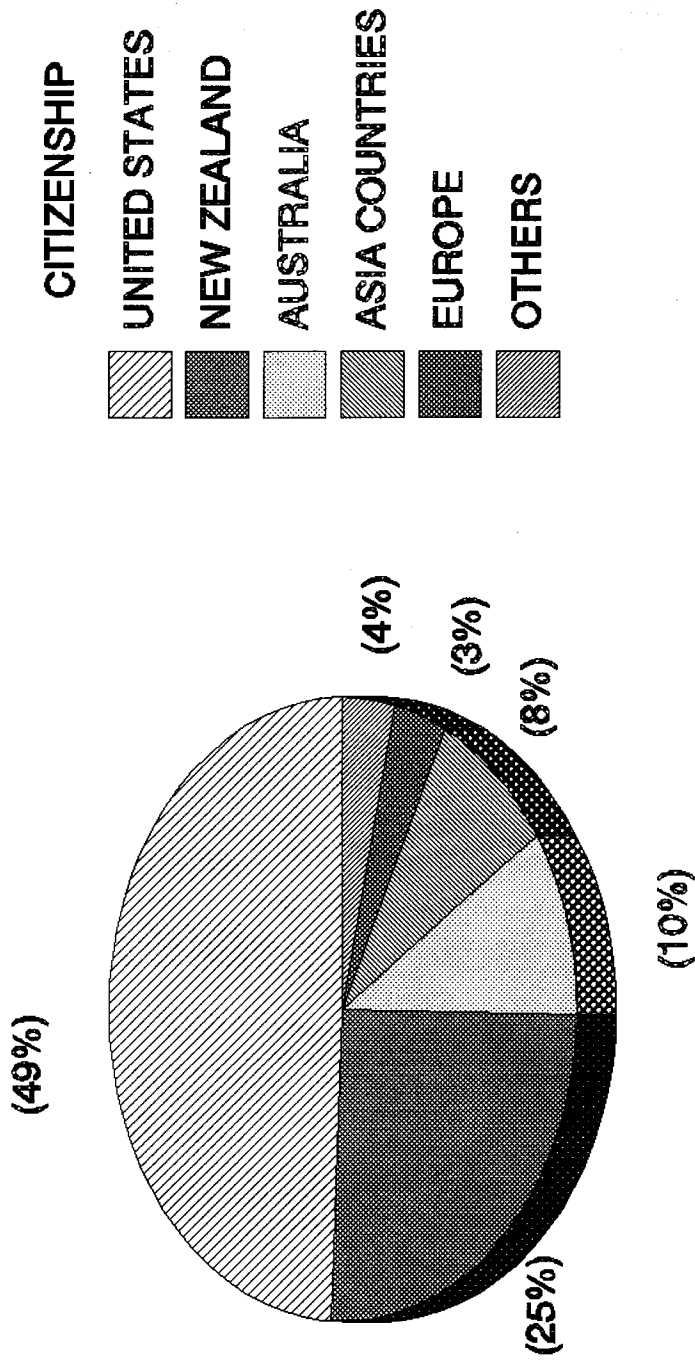 CITIZENSHIP
UNITED STATES
NEW ZEALAND
AUSTRALIA
ASIA COUNTRIES
EUROPE
OTHERS
(49%)
(4%)
(3%)
(8%)
(10%)
(25%)